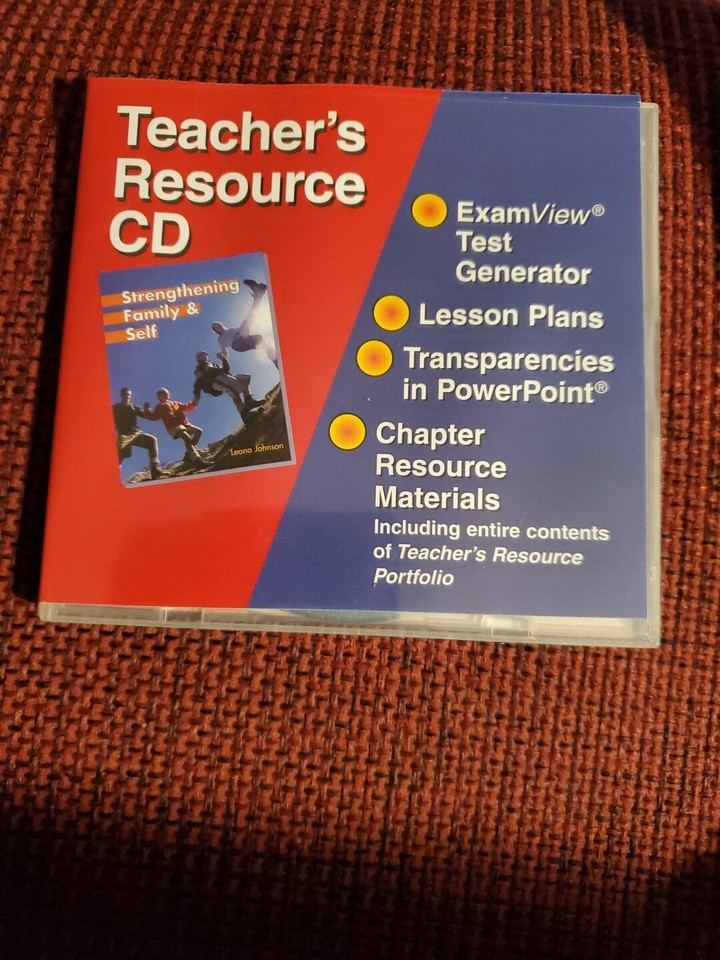 Teacher's
Resource
CD
Strengthening
Family &
Self
Leona Johnson
ExamView®
Test
Generator
Lesson Plans
Transparencies
in PowerPoint®
Chapter
Resource
Materials
Including entire contents
of Teacher's Resource
Portfolio